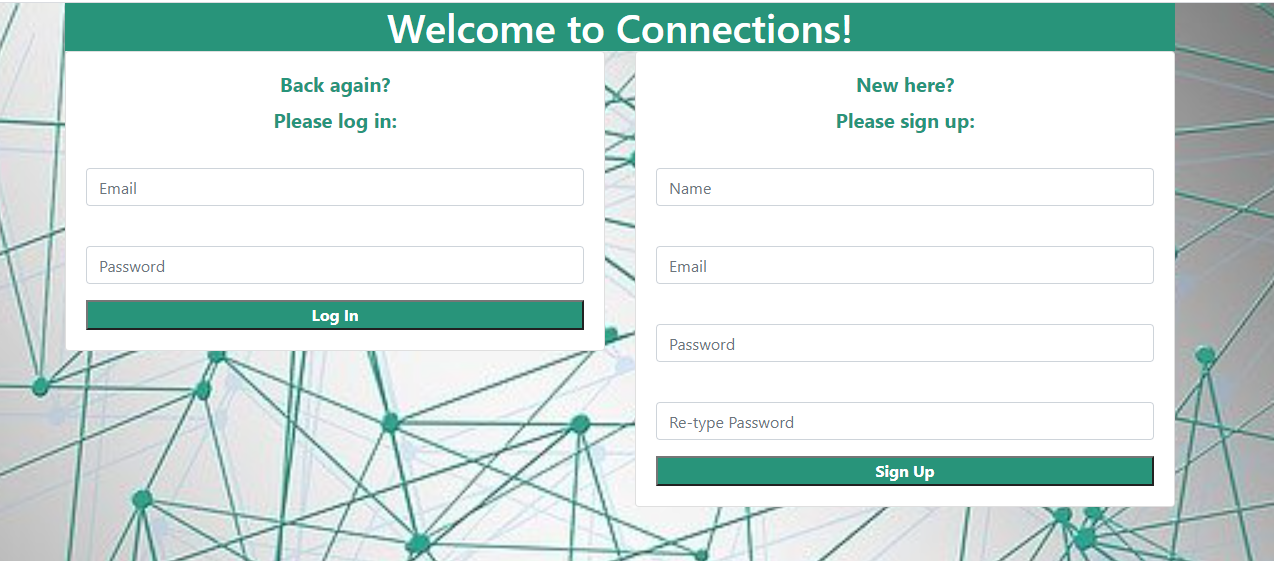 Welcome to Connections!
Back again?
Please log in:
Email
Password
Log In
New here?
Please sign up:
Name
Email
Password
Re-type Password
Sign Up